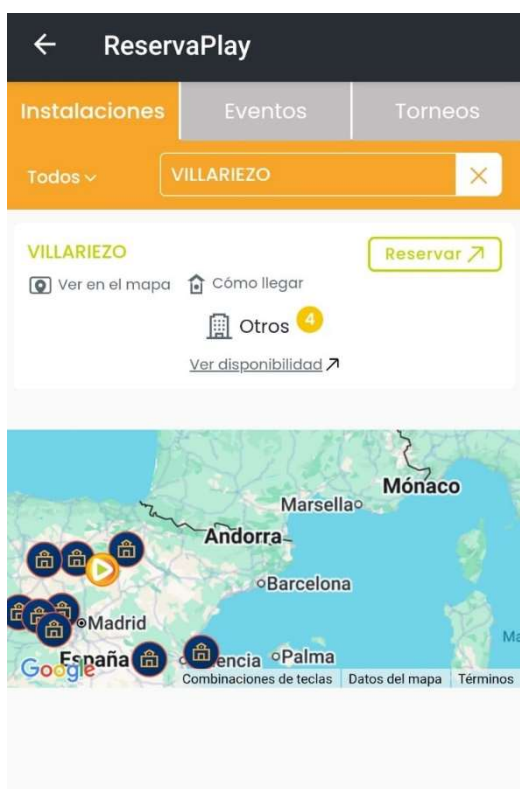 ReservaPlay
Instalaciones Eventos Torneos
Todos VILLARIEZO
VILLARIEZO Reservar
Ver en el mapa Cómo llegar
Otros 4
Ver disponibilidad
Mónaco
Marsella
Andorra
Barcelona
Madrid
España encia Palma
Google
Combinaciones de teclas Datos del mapa Términos